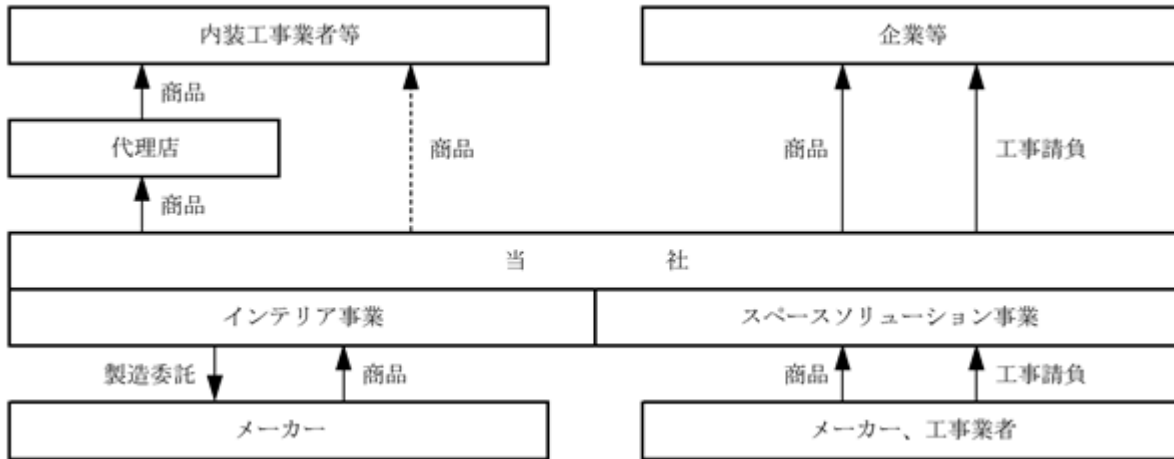 内装工事業者等
企業等
商品
代理店
商品
商品
工事請負
商品
当 社
インテリア事業
スペースソリューション事業
製造委託
商品
商品
工事請負
メーカー
メーカー、工事業者